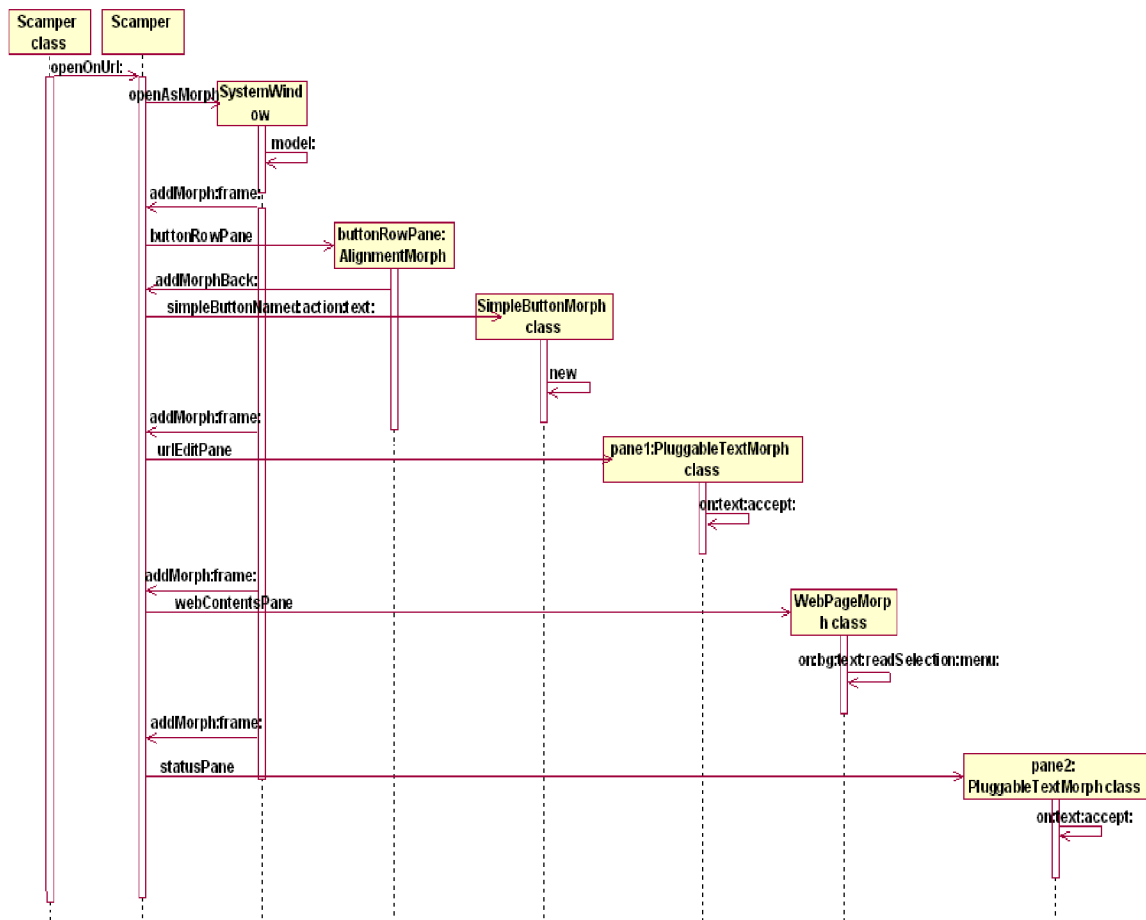 Scamper
class
Scamper
openOnUrl:
openAsMorph
SystemWind
ow
model:
addMorph:frame:
buttonRowPane
buttonRowPane:
AlignmentMorph
addMorphBack:
simpleButtonNamed:action:text:
SimpleButtonMorph
class
new
addMorph:frame:
urlEditPane
pane1:PluggableTextMorph
class
on:text:accept:
addMorph:frame:
webContentsPane
WebPageMorp
h class
on:bg:text:readSelection:menu:
addMorph:frame:
statusPane
pane2:
PluggableTextMorph class
on:text:accept: